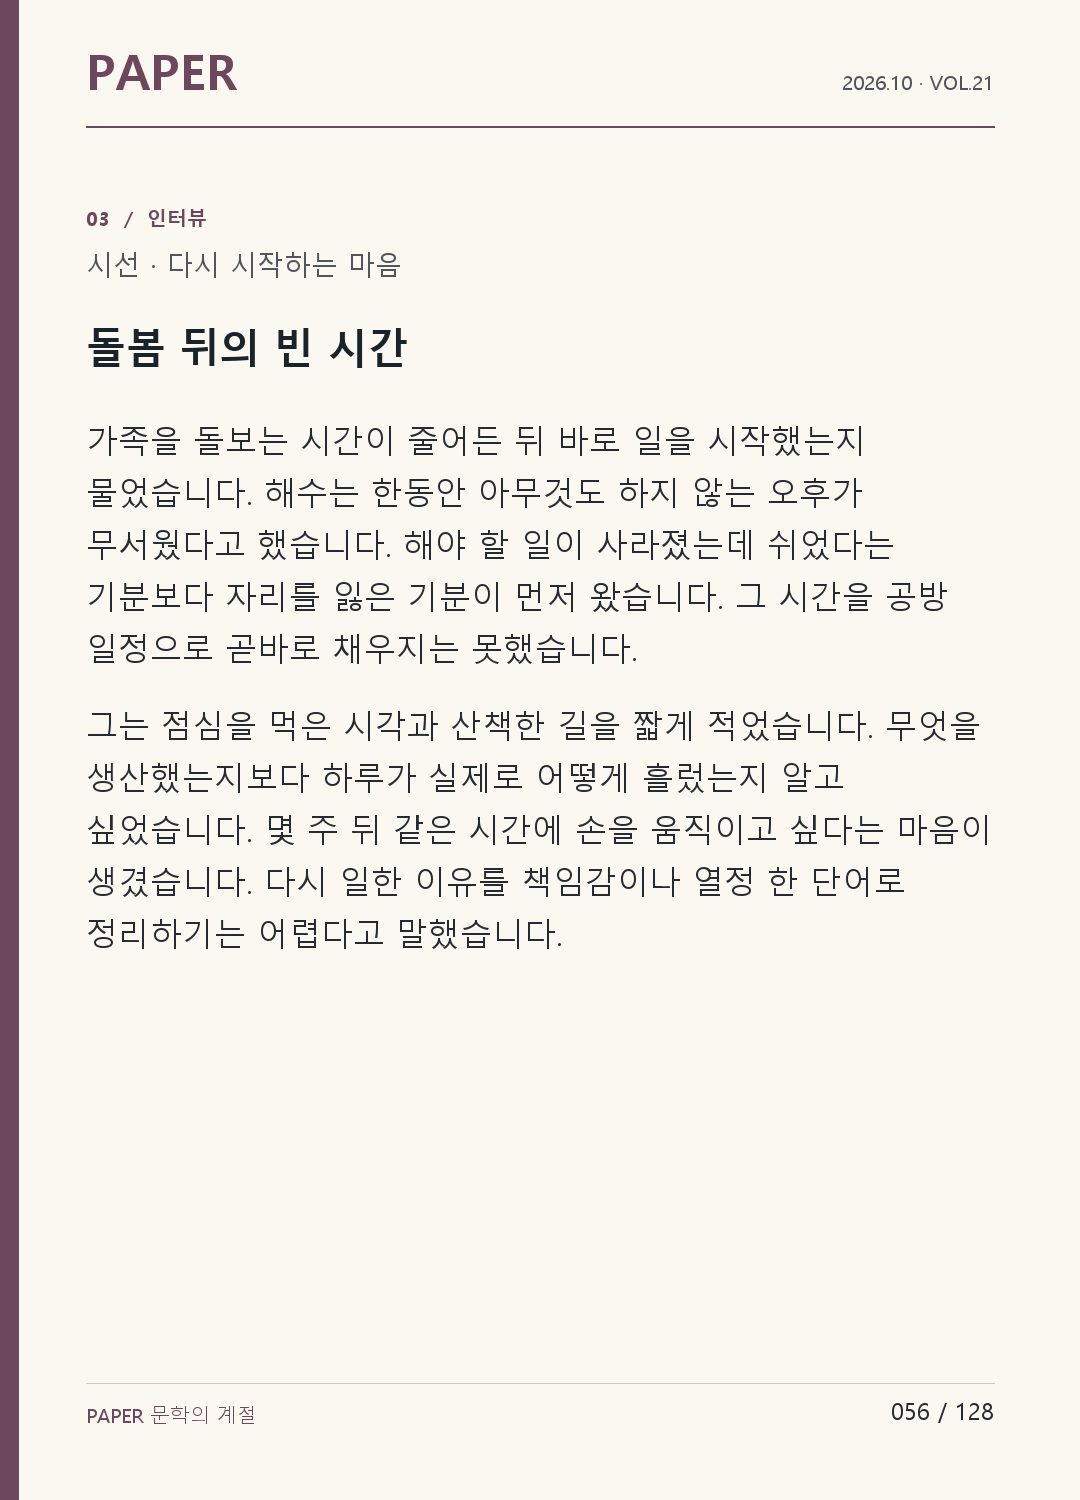 PAPER
2026.10 · VOL.21
03 / 인터뷰
시선 · 다시 시작하는 마음
돌봄 뒤의 빈 시간
가족을 돌보는 시간이 줄어든 뒤 바로 일을 시작했는지
물었습니다. 해수는 한동안 아무것도 하지 않는 오후가
무서웠다고 했습니다. 해야 할 일이 사라졌는데 쉬었다는
기분보다 자리를 잃은 기분이 먼저 왔습니다. 그 시간을 공방
일정으로 곧바로 채우지는 못했습니다.
그는 점심을 먹은 시각과 산책한 길을 짧게 적었습니다. 무엇을
생산했는지보다 하루가 실제로 어떻게 흘렀는지 알고
싶었습니다. 몇 주 뒤 같은 시간에 손을 움직이고 싶다는 마음이
생겼습니다. 다시 일한 이유를 책임감이나 열정 한 단어로
정리하기는 어렵다고 말했습니다.
PAPER 문학의 계절
056 / 128